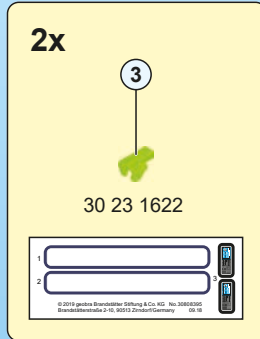 2x
3
30 23 1622
1
2
3
© 2019 geobra Brandstätter Stiftung & Co. KG No.30808395
Brandstätterstraße 2-10, 90513 Zirndorf/Germany 09.18